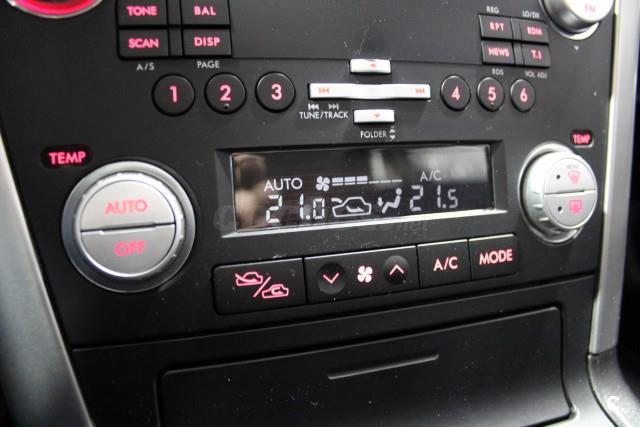 TONE BAL
SCAN DISP
A/S PAGE
1 2 3
TUNE/TRACK
FOLDER
4 5 6
REG LO/DX
RPT RDM
NEWS T.I
RDS VOL ADJ
FM
TEMP
TEMP
AUTO
OFF
AUTO A/C
21.0 21.5
A/C MODE